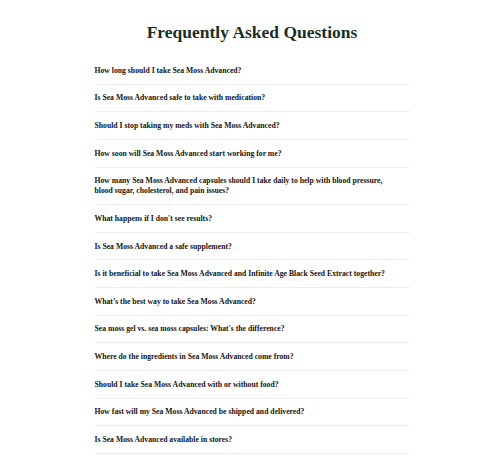 Frequently Asked Questions
How long should I take Sea Moss Advanced?
Is Sea Moss Advanced safe to take with medication?
Should I stop taking my meds with Sea Moss Advanced?
How soon will Sea Moss Advanced start working for me?
How many Sea Moss Advanced capsules should I take daily to help with blood pressure,
blood sugar, cholesterol, and pain issues?
What happens if I don't see results?
Is Sea Moss Advanced a safe supplement?
Is it beneficial to take Sea Moss Advanced and Infinite Age Black Seed Extract together?
What's the best way to take Sea Moss Advanced?
Sea moss gel vs. sea moss capsules: What's the difference?
Where do the ingredients in Sea Moss Advanced come from?
Should I take Sea Moss Advanced with or without food?
How fast will my Sea Moss Advanced be shipped and delivered?
Is Sea Moss Advanced available in stores?